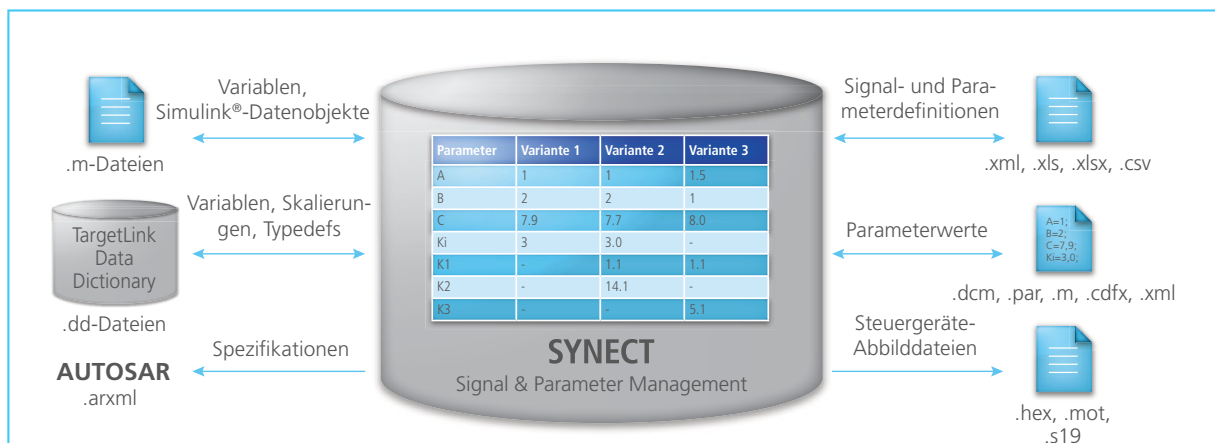 Variablen,
Simulink®-Datenobjekte
.m-Dateien
Variablen, Skalierun-
gen, Typedefs
TargetLink
Data
Dictionary
.dd-Dateien
Spezifikationen
AUTOSAR
.arxml
Parameter Variante 1 Variante 2 Variante 3
A 1 1 1.5
B 2 2 1
C 7.9 7.7 8.0
Ki 3 3.0 -
K1 - 1.1 1.1
K2 - 14.1 -
K3 - - 5.1
SYNECT
Signal & Parameter Management
Signal- und Para-
meterdefinitionen
.xml, .xls, .xlsx, .csv
Parameterwerte
A=1;
B=2;
C=7,9;
Ki=3,0;
.dcm, .par, .m, .cdfx, .xml
Steuergeräte-
Abbilddateien
.hex, .mot,
.s19